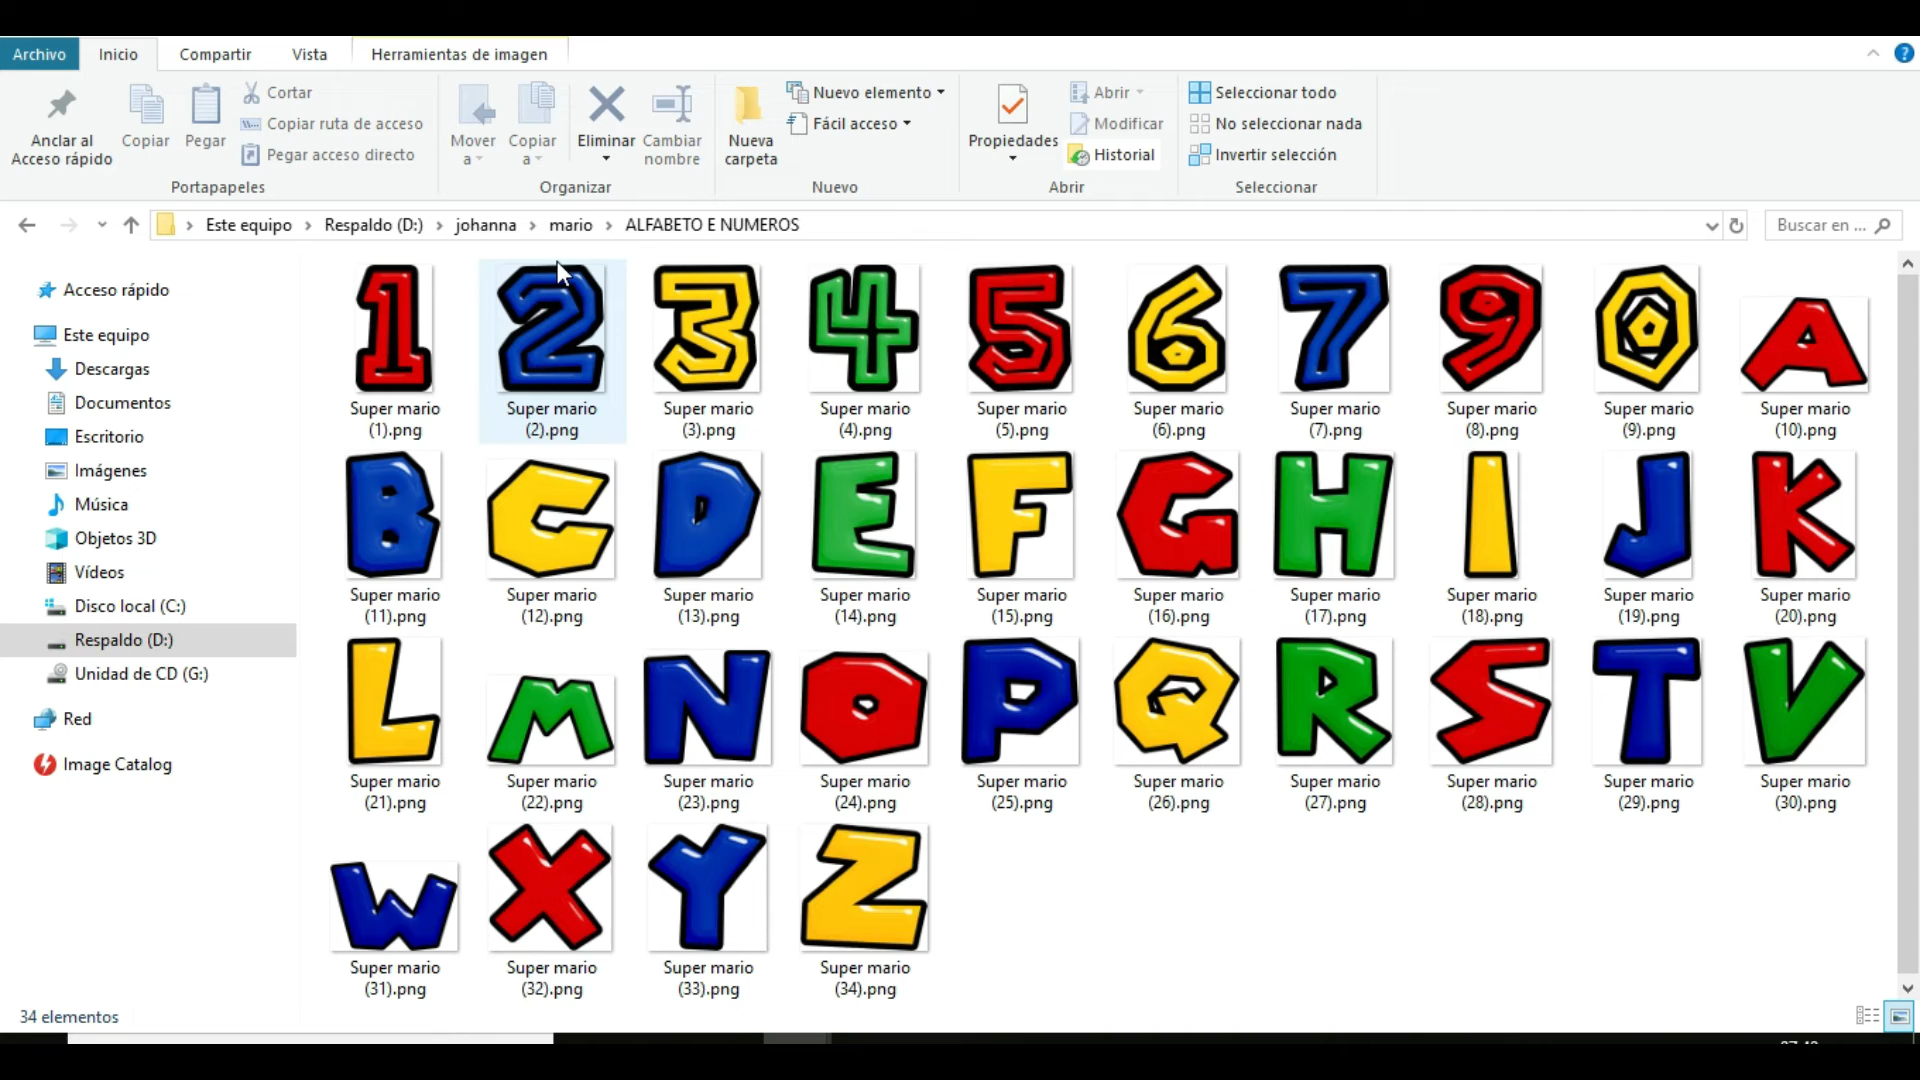 Archivo Inicio Compartir Vista Herramientas de imagen
Anclar al Acceso rápido
Copiar
Pegar
Cortar
Copiar ruta de acceso
Pegar acceso directo
Portapapeles
Mover a
Copiar a
Eliminar
Cambiar nombre
Organizar
Nueva carpeta
Nuevo elemento
Fácil acceso
Nuevo
Propiedades
Abrir
Modificar
Historial
Abrir
Seleccionar todo
No seleccionar nada
Invertir selección
Seleccionar
Este equipo > Respaldo (D:) > johanna > mario > ALFABETO E NUMEROS
Buscar en ...
Acceso rápido
Este equipo
Descargas
Documentos
Escritorio
Imágenes
Música
Objetos 3D
Vídeos
Disco local (C:)
Respaldo (D:)
Unidad de CD (G:)
Red
Image Catalog
1 2 3 4 5 6 7 9 0 A
Super mario (1).png
Super mario (2).png
Super mario (3).png
Super mario (4).png
Super mario (5).png
Super mario (6).png
Super mario (7).png
Super mario (8).png
Super mario (9).png
Super mario (10).png
B C D E F G H I J K
Super mario (11).png
Super mario (12).png
Super mario (13).png
Super mario (14).png
Super mario (15).png
Super mario (16).png
Super mario (17).png
Super mario (18).png
Super mario (19).png
Super mario (20).png
L M N O P Q R S T V
Super mario (21).png
Super mario (22).png
Super mario (23).png
Super mario (24).png
Super mario (25).png
Super mario (26).png
Super mario (27).png
Super mario (28).png
Super mario (29).png
Super mario (30).png
W X Y Z
Super mario (31).png
Super mario (32).png
Super mario (33).png
Super mario (34).png
34 elementos